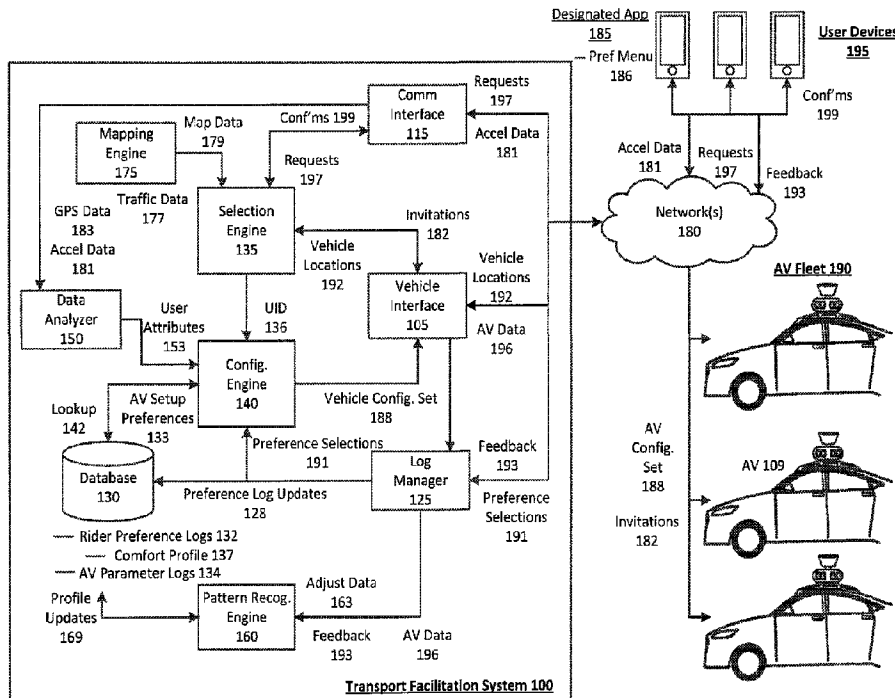 Designated App
185
User Devices
195
Pref Menu
186
Conf'ms
199
Accel Data
181
Requests
197
Feedback
193
Network(s)
180
Comm
Interface
115
Requests
197
Accel Data
181
Conf'ms 199
Requests
197
Mapping
Engine
175
Map Data
179
Traffic Data
177
Selection
Engine
135
GPS Data
183
Accel Data
181
Invitations
182
Vehicle
Locations
192
Vehicle
Interface
105
Vehicle
Locations
192
AV Data
196
Data
Analyzer
150
User
Attributes
153
UID
136
Config.
Engine
140
Vehicle Config. Set
188
Lookup
142
AV Setup
Preferences
133
Database
130
Preference Selections
191
Preference Log Updates
128
Log
Manager
125
Feedback
193
Preference
Selections
191
Rider Preference Logs 132
Comfort Profile 137
AV Parameter Logs 134
Profile
Updates
169
Pattern Recog.
Engine
160
Adjust Data
163
Feedback
193
AV Data
196
Transport Facilitation System 100
AV Fleet 190
AV
Config.
Set
188
Invitations
182
AV 109